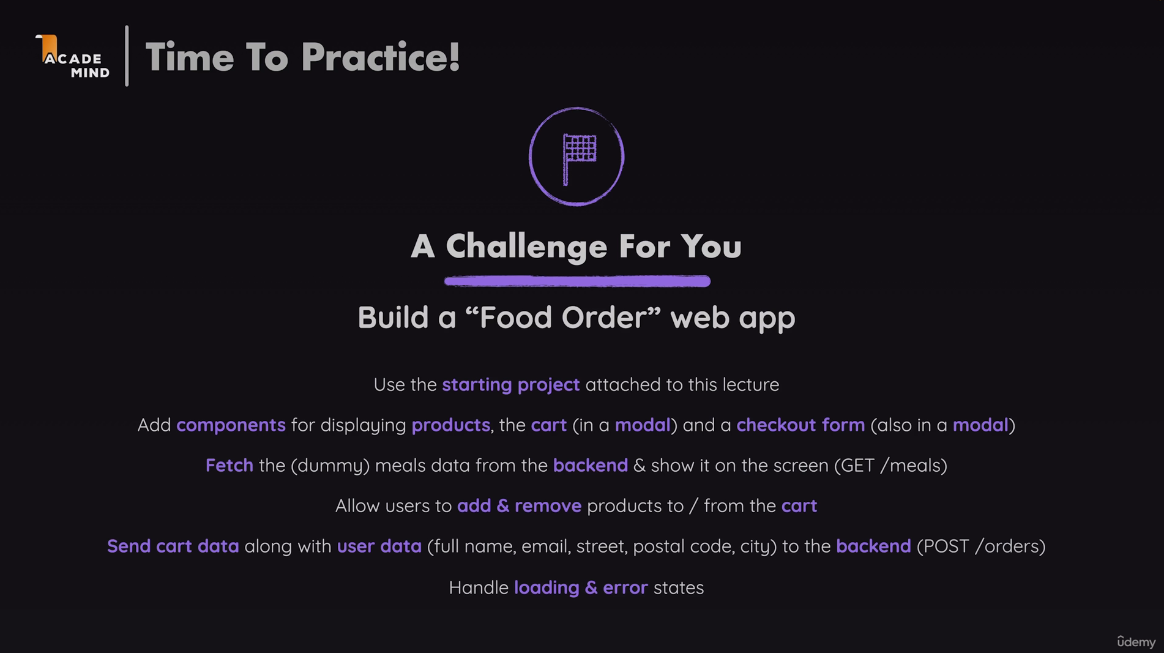 ACADE
MIND
Time To Practice!
A Challenge For You
Build a “Food Order” web app
Use the starting project attached to this lecture
Add components for displaying products, the cart (in a modal) and a checkout form (also in a modal)
Fetch the (dummy) meals data from the backend & show it on the screen (GET /meals)
Allow users to add & remove products to / from the cart
Send cart data along with user data (full name, email, street, postal code, city) to the backend (POST /orders)
Handle loading & error states
ûdemy